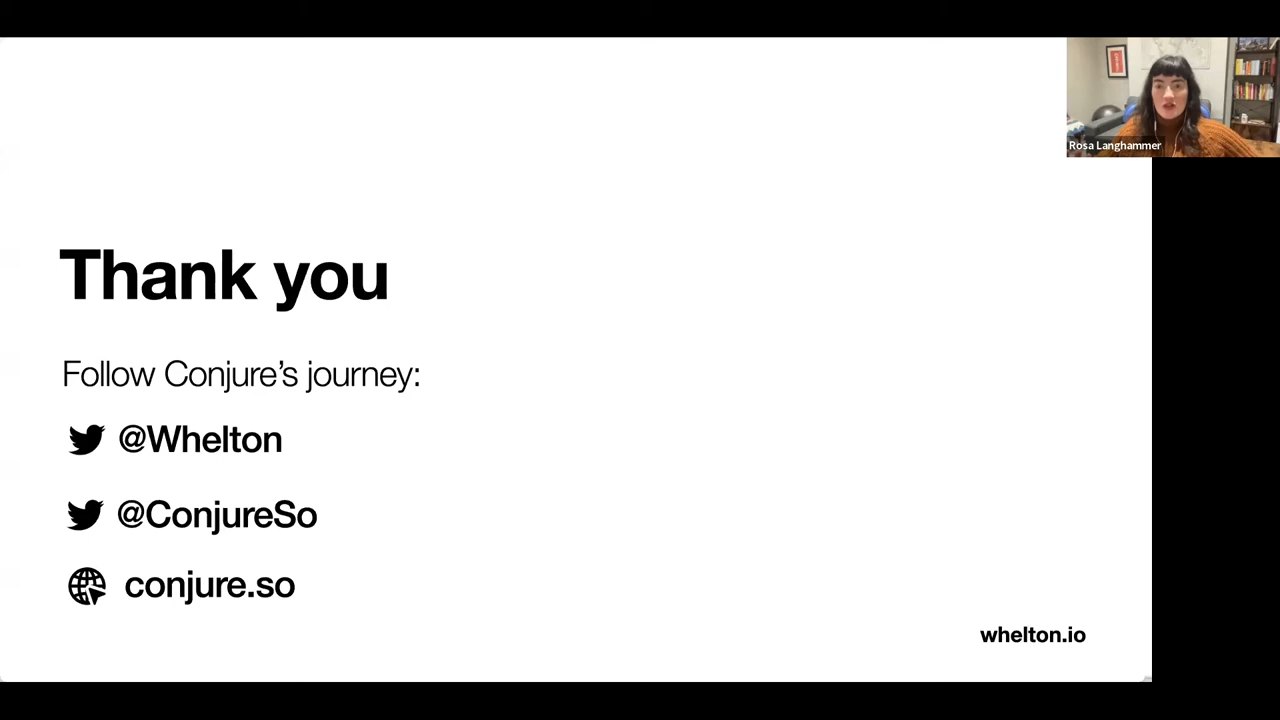 Rosa Langhammer
Thank you
Follow Conjure’s journey:
@Whelton
@ConjureSo
conjure.so
whelton.io